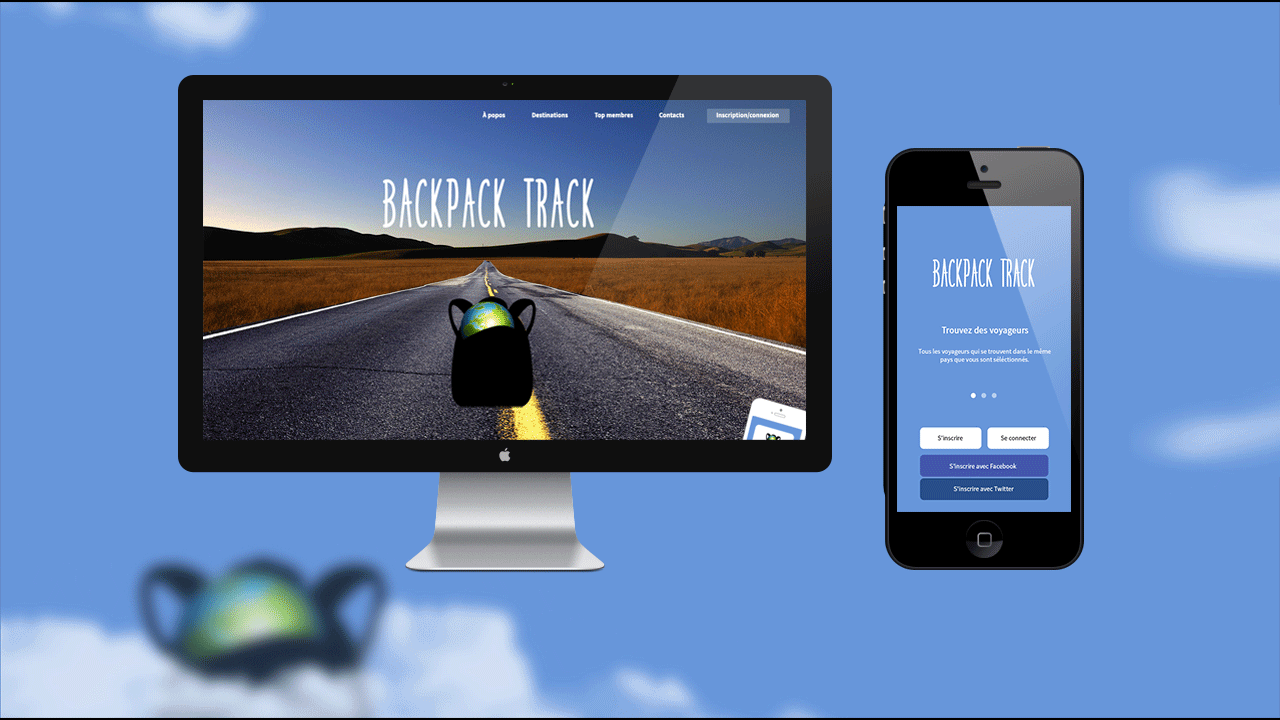 À popos Destinations Top membres Contacts Inscription/connexion
BACKPACK TRACK
BACKPACK TRACK
Trouvez des voyageurs
Tous les voyageurs qui se trouvent dans le même
pays que vous sont séléctionnés.
S'inscrire Se connecter
S'inscrire avec Facebook
S'inscrire avec Twitter